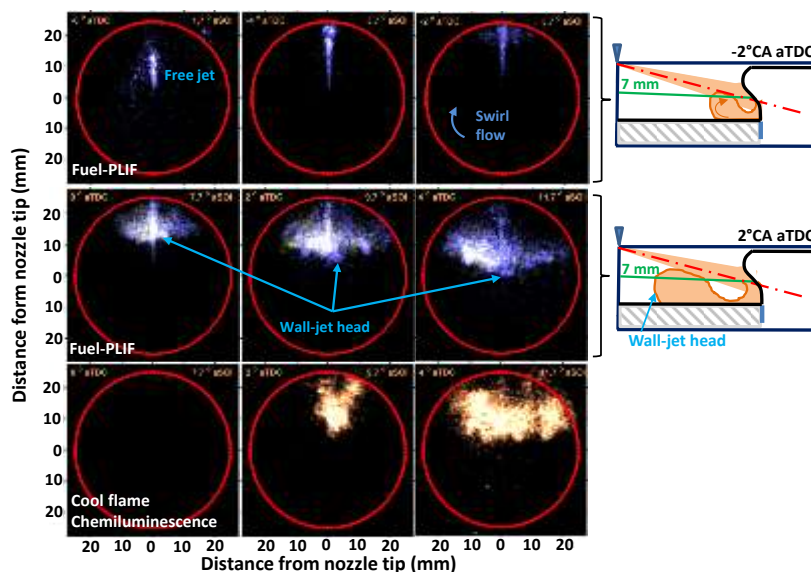 Distance form nozzle tip (mm)
20
10
0
10
20
Free jet
Fuel-PLIF
Swirl
flow
-2°CA aTDC
7 mm
20
10
0
10
20
Fuel-PLIF
Wall-jet head
2°CA aTDC
7 mm
Wall-jet head
20
10
0
10
20
Cool flame
Chemiluminescence
20 10 0 10 20
20 10 0 10 20
20 10 0 10 20
Distance from nozzle tip (mm)